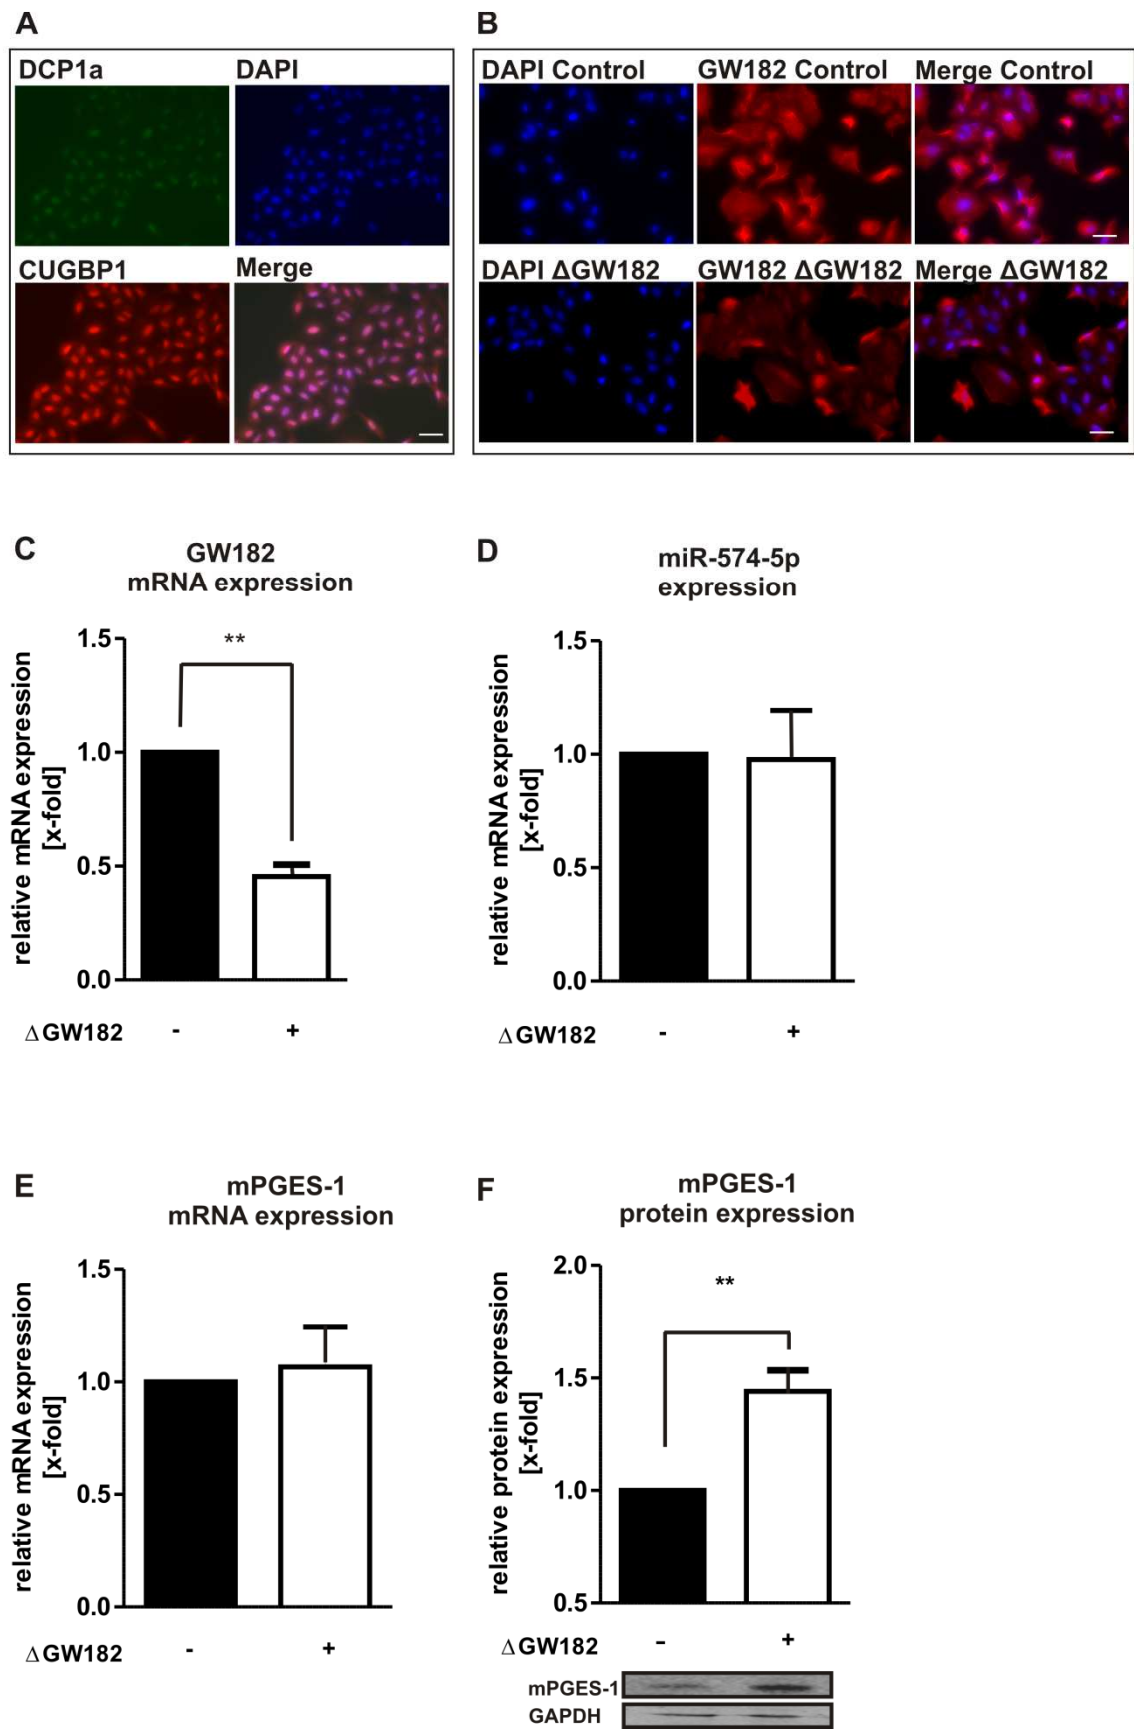 A
DCP1a DAPI
CUGBP1 Merge
B
DAPI Control GW182 Control Merge Control
DAPI ΔGW182 GW182 ΔGW182 Merge ΔGW182
C
GW182
mRNA expression
relative mRNA expression
[x-fold]
1.5
1.0
0.5
0.0
**
ΔGW182 - +
D
miR-574-5p
expression
relative mRNA expression
[x-fold]
1.5
1.0
0.5
0.0
ΔGW182 - +
E
mPGES-1
mRNA expression
relative mRNA expression
[x-fold]
1.5
1.0
0.5
0.0
ΔGW182 - +
F
mPGES-1
protein expression
relative protein expression
[x-fold]
2.0
1.5
1.0
0.5
**
ΔGW182 - +
mPGES-1
GAPDH